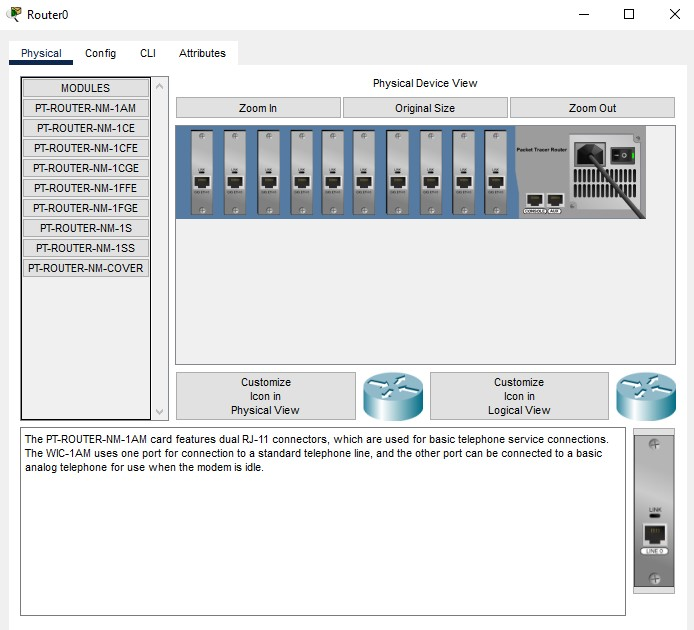 Router0
Physical
Config
CLI
Attributes
MODULES
PT-ROUTER-NM-1AM
PT-ROUTER-NM-1CE
PT-ROUTER-NM-1CFE
PT-ROUTER-NM-1CGE
PT-ROUTER-NM-1FFE
PT-ROUTER-NM-1FGE
PT-ROUTER-NM-1S
PT-ROUTER-NM-1SS
PT-ROUTER-NM-COVER
Physical Device View
Zoom In
Original Size
Zoom Out
Packet Tracer Router
CONSOLE
AUX
Customize
Icon in
Physical View
Customize
Icon in
Logical View
The PT-ROUTER-NM-1AM card features dual RJ-11 connectors, which are used for basic telephone service connections.
The WIC-1AM uses one port for connection to a standard telephone line, and the other port can be connected to a basic
analog telephone for use when the modem is idle.
LINK
LINE 0